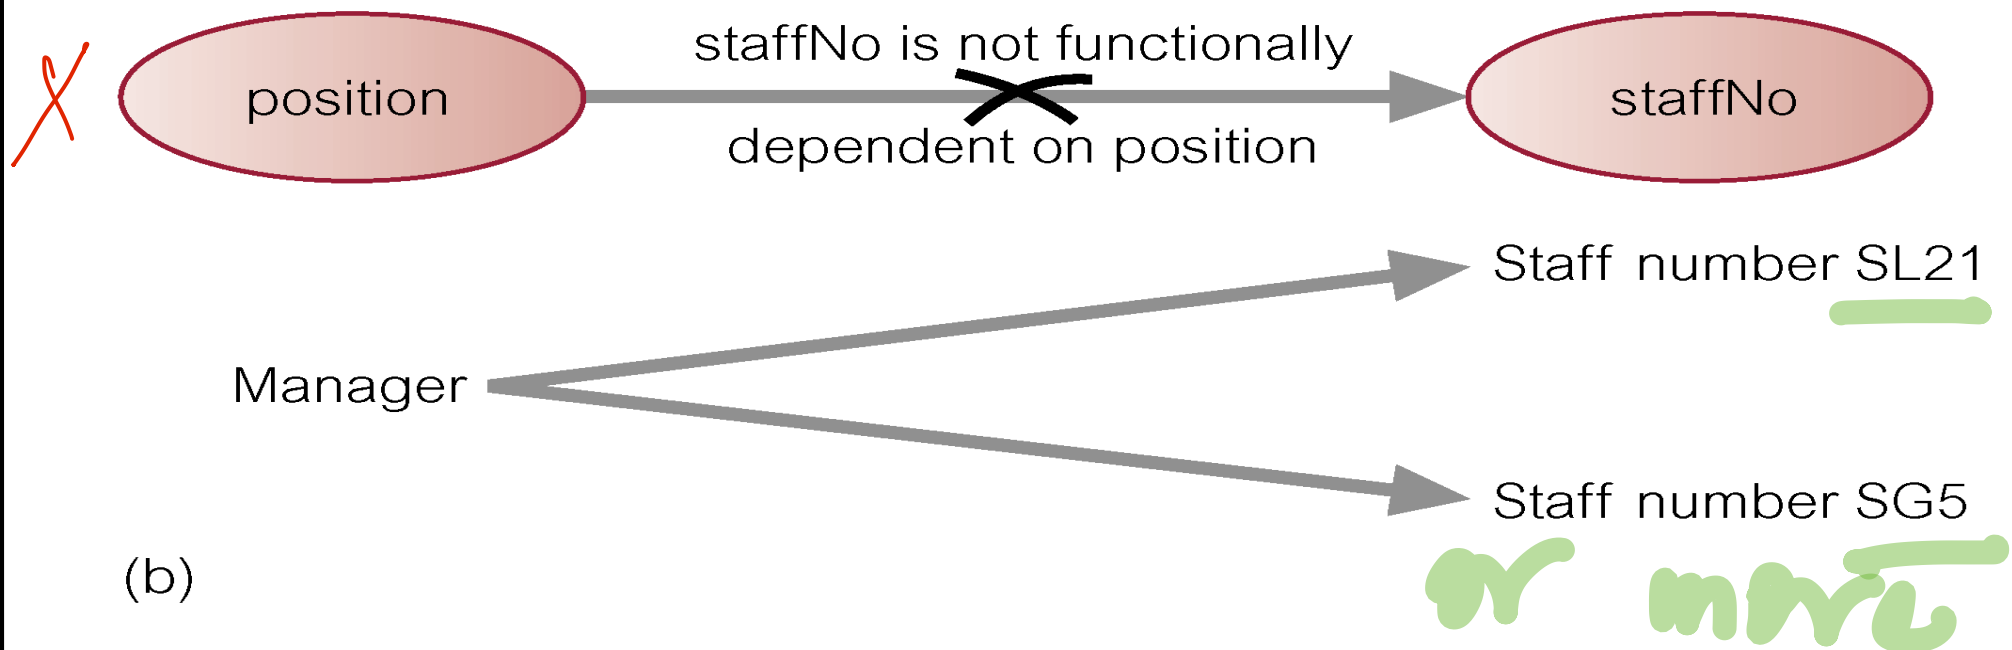 staffNo is not functionally
position
staffNo
dependent on position
Staff number SL21
Manager
Staff number SG5
or more
(b)